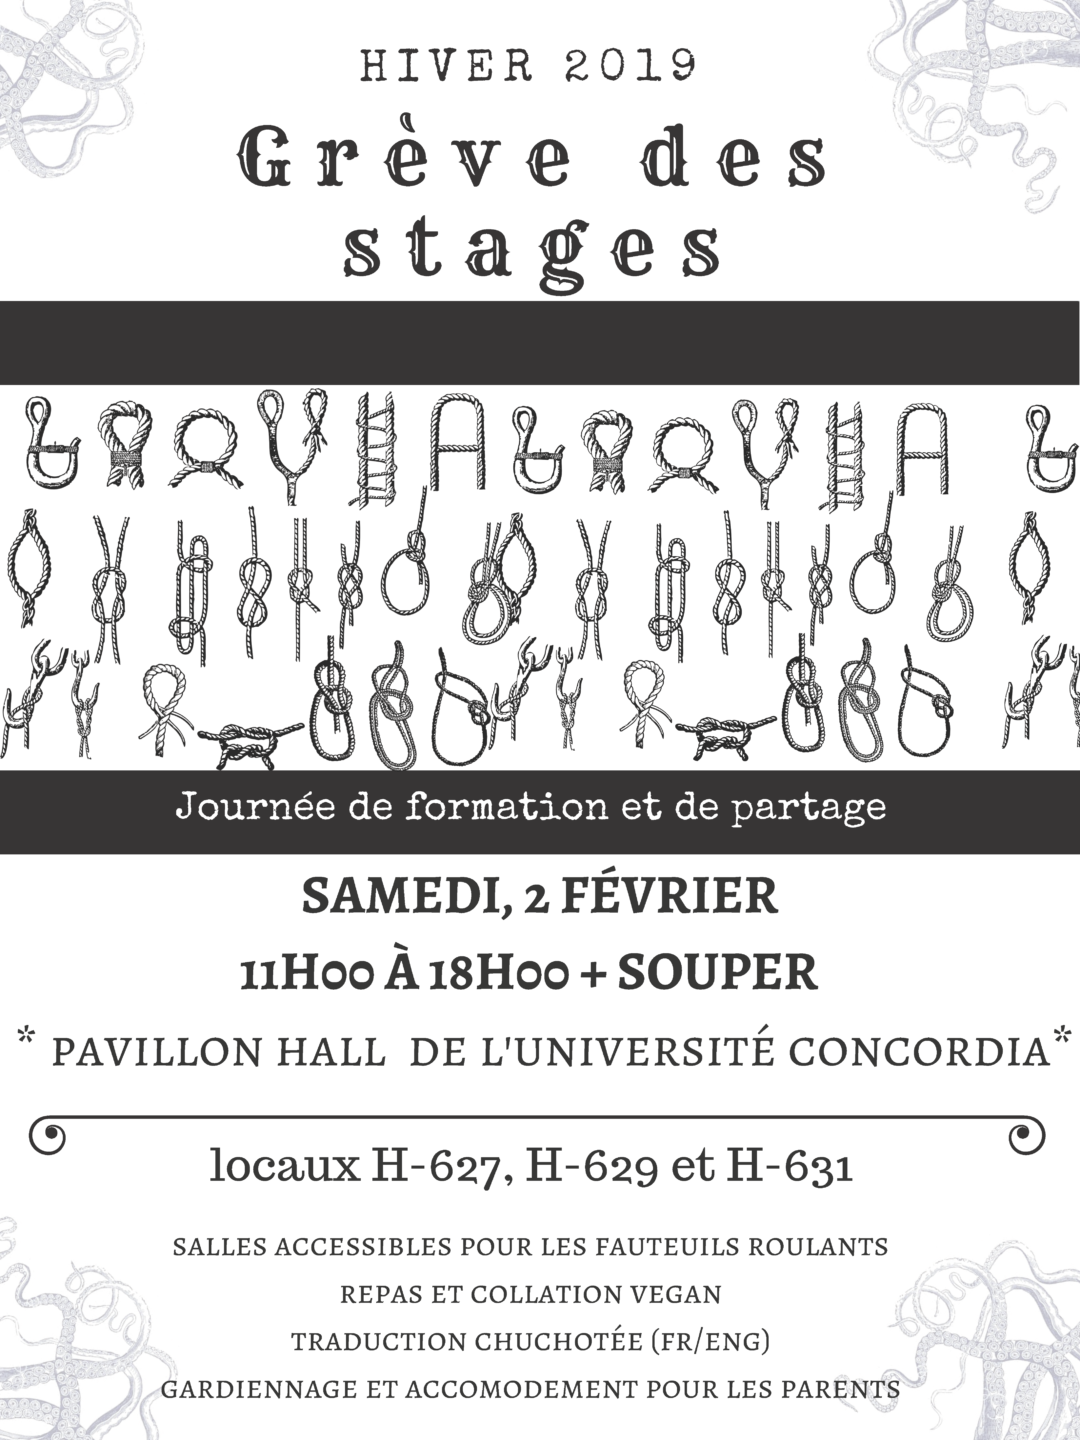 HIVER 2019
Grève des
stages
Journée de formation et de partage
SAMEDI, 2 FÉVRIER
11H00 À 18H00 + SOUPER
* PAVILLON HALL DE L'UNIVERSITÉ CONCORDIA*
locaux H-627, H-629 et H-631
SALLES ACCESSIBLES POUR LES FAUTEUILS ROULANTS
REPAS ET COLLATION VEGAN
TRADUCTION CHUCHOTÉE (FR/ENG)
GARDIENNAGE ET ACCOMODEMENT POUR LES PARENTS